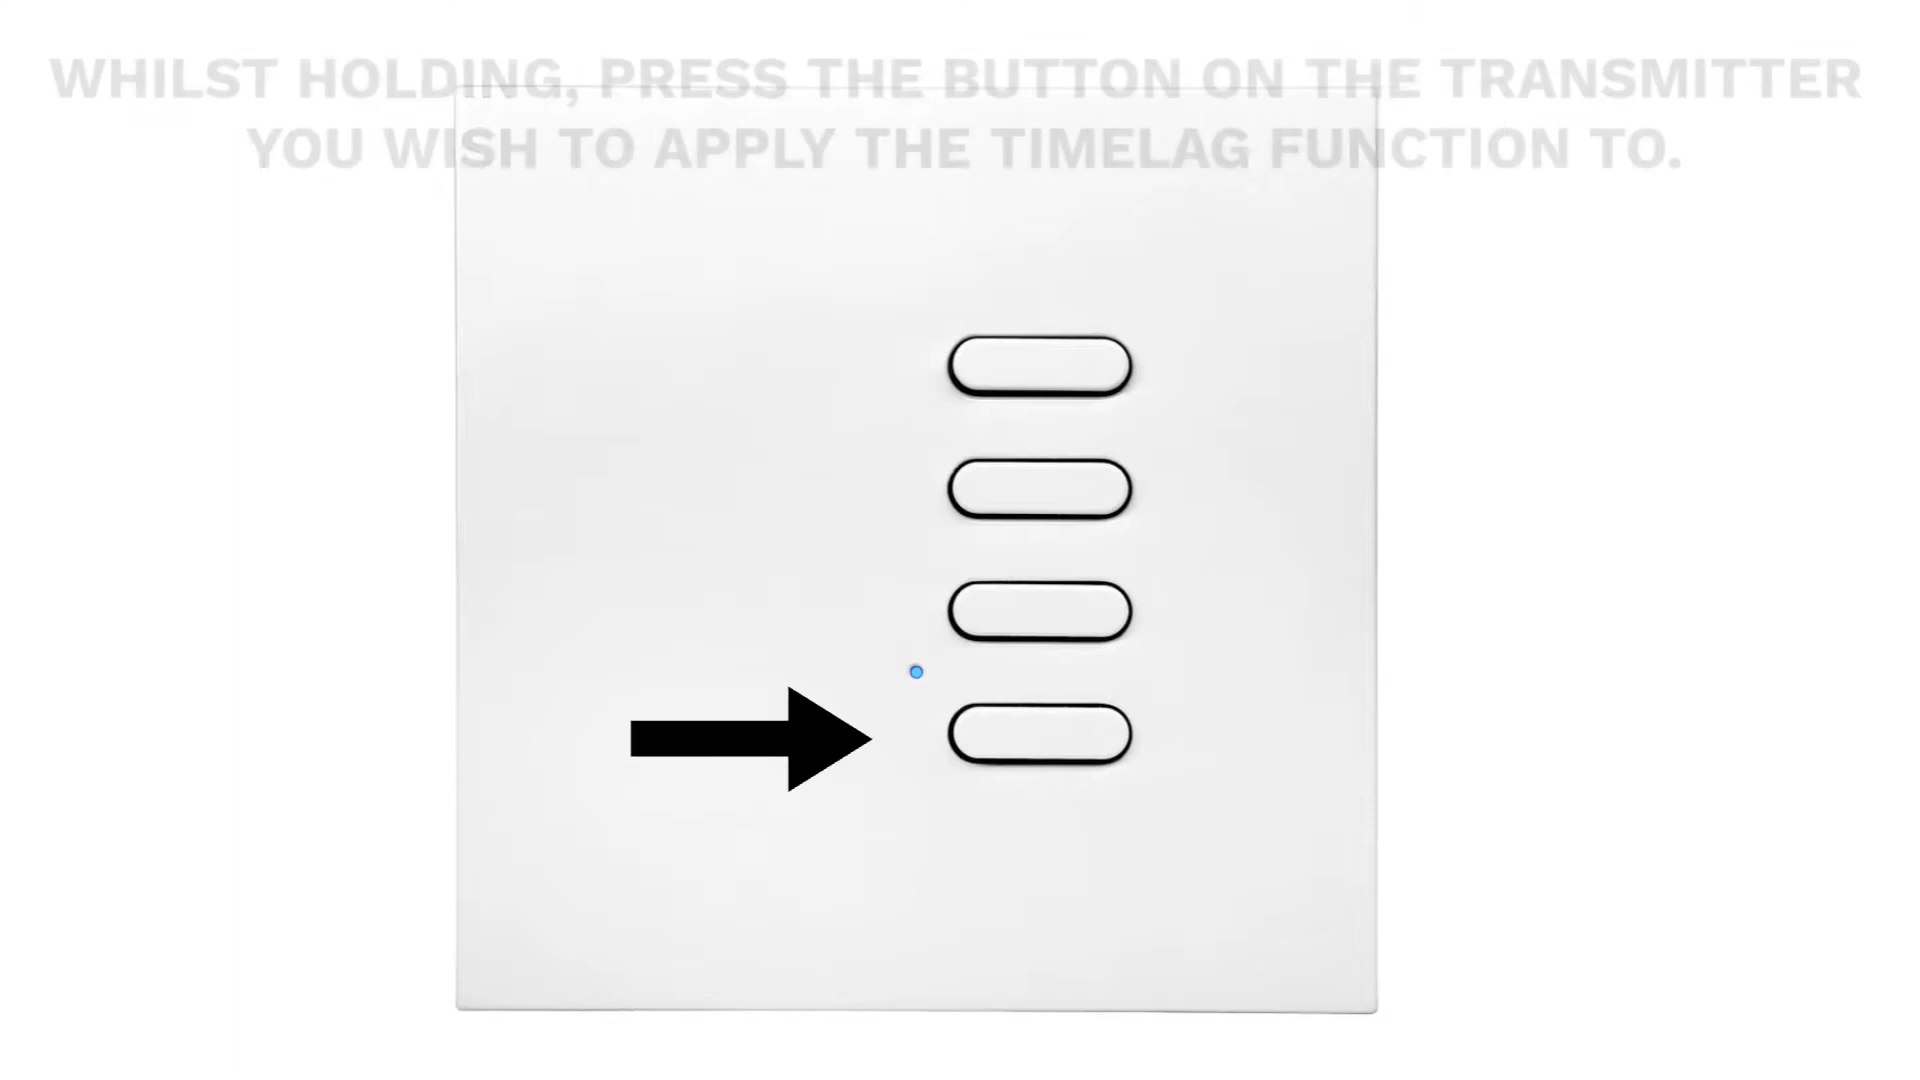 WHILST HOLDING, PRESS THE BUTTON ON THE TRANSMITTER
YOU WISH TO APPLY THE TIMELAG FUNCTION TO.